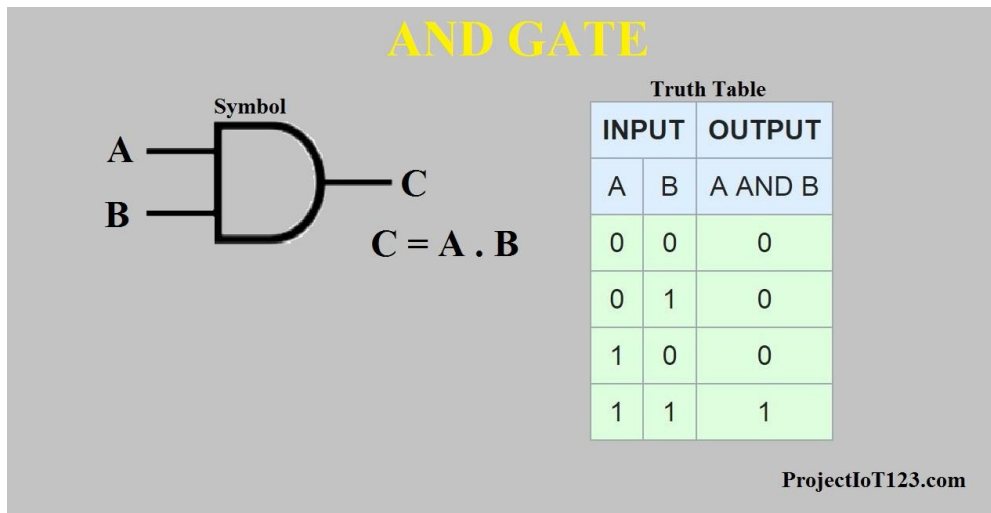 AND GATE
Symbol
A
B
C
C = A . B
Truth Table
INPUT OUTPUT
A B A AND B
0 0 0
0 1 0
1 0 0
1 1 1
ProjectIoT123.com